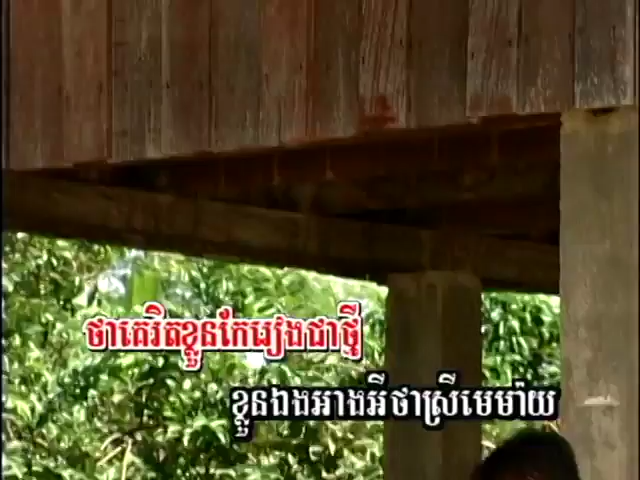 ថាគេរិតខ្លួនកែរៀងជាថ្មី
ខ្លួនឯងអាងអីថាស្រីមេម៉ាយ